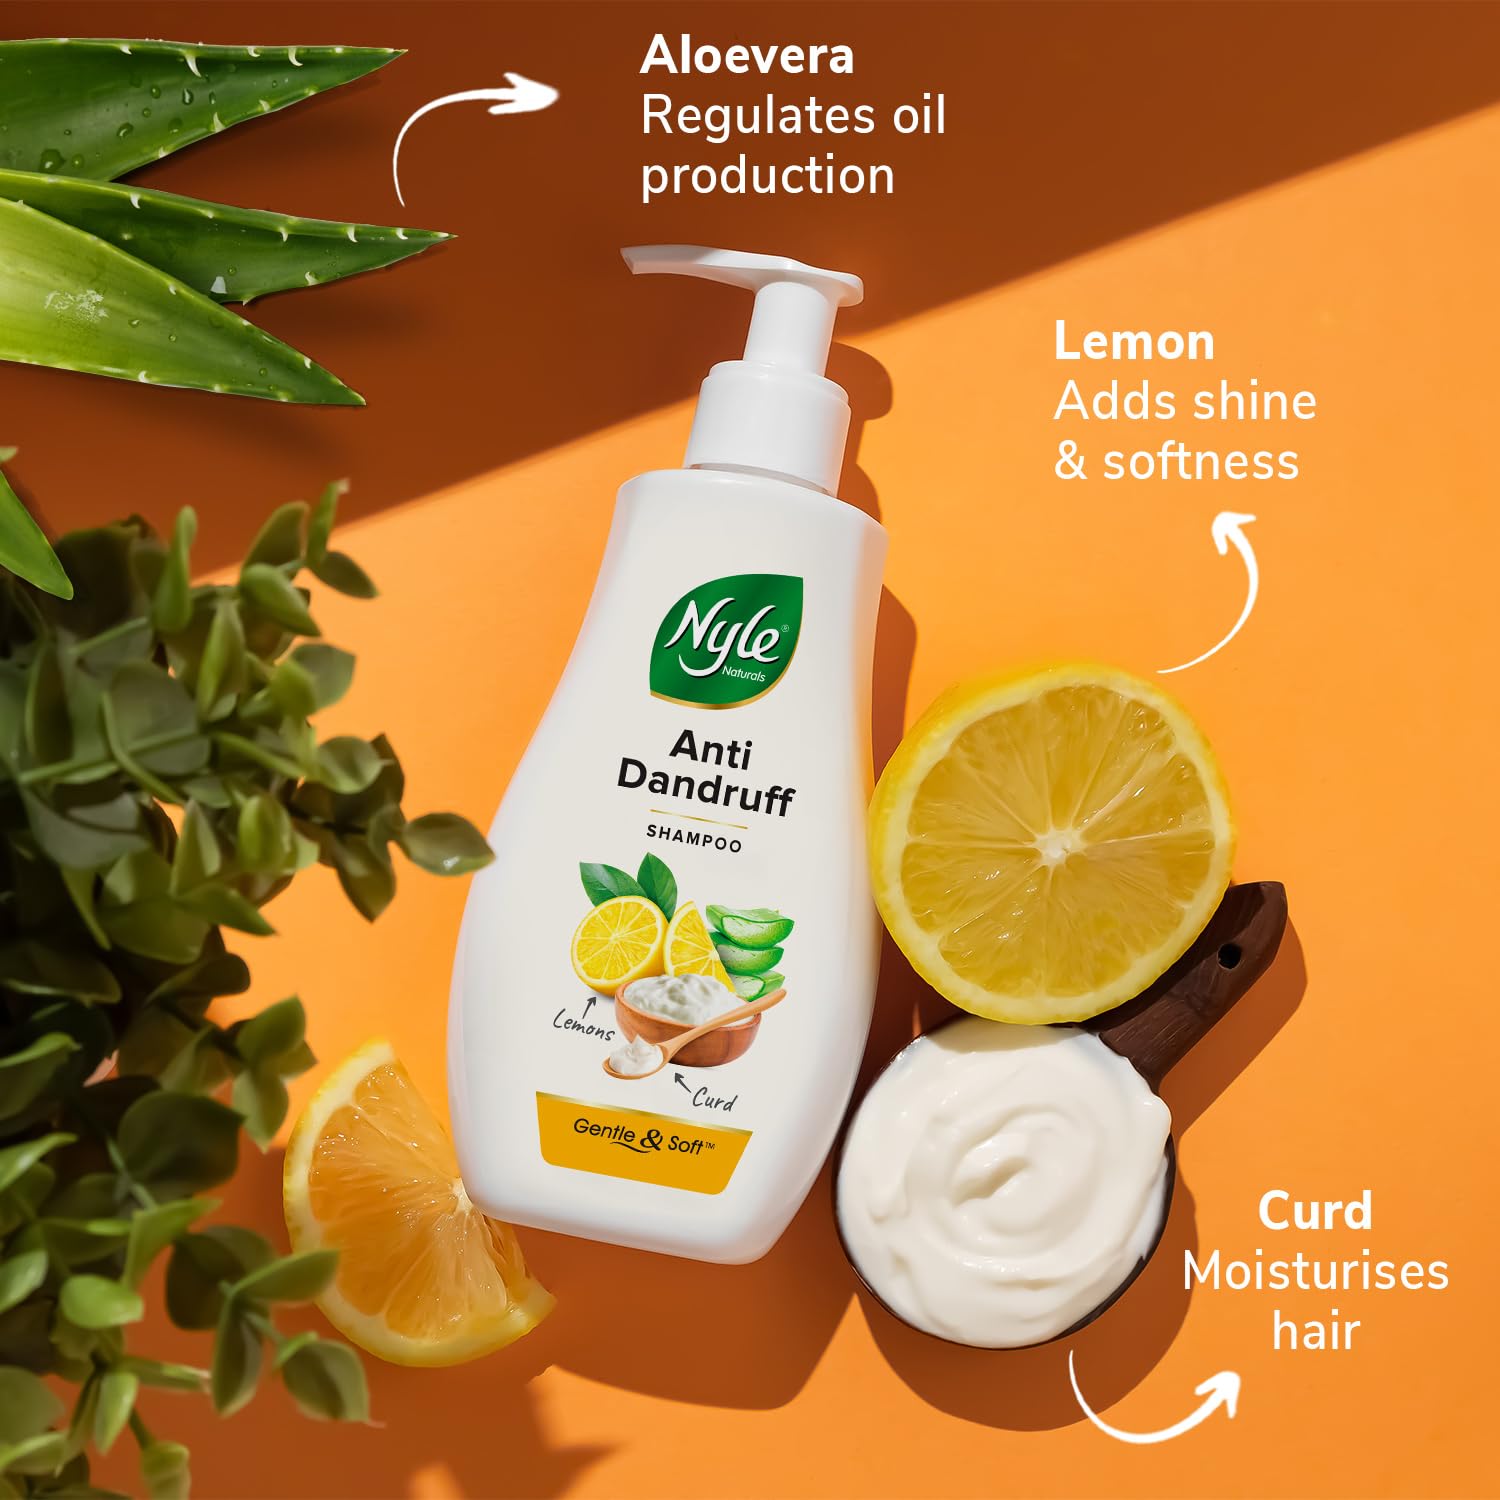 Aloevera
Regulates oil
production
Lemon
Adds shine
& softness
Nyle®
Naturals
Anti
Dandruff
SHAMPOO
Lemons
Curd
Gentle & Soft™
Curd
Moisturises
hair